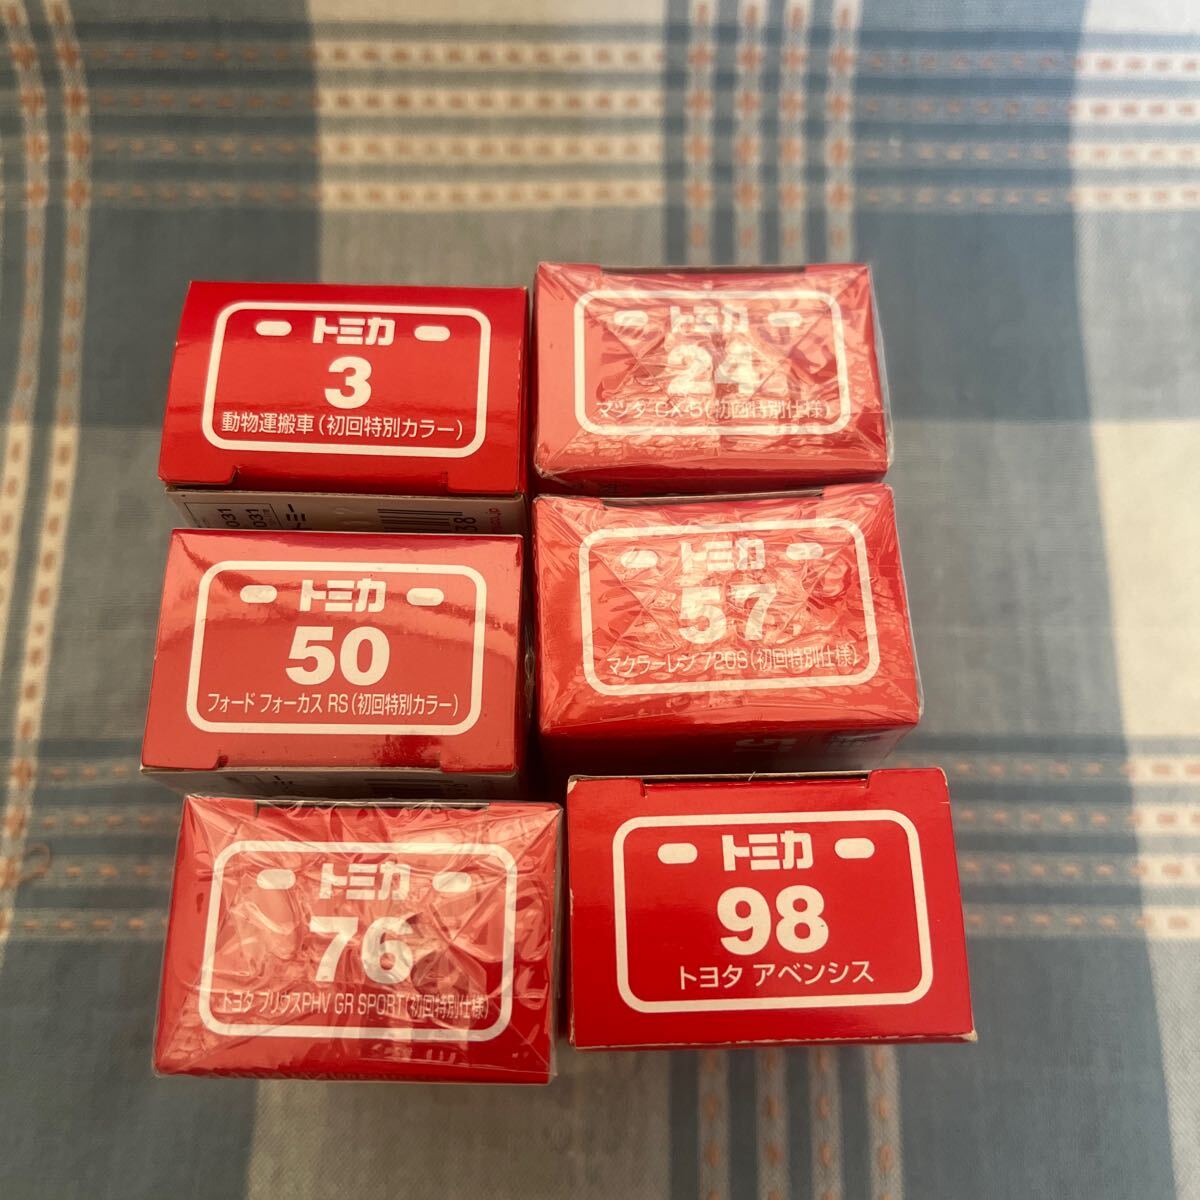 トミカ
3
動物運搬車(初回特別カラー)
トミカ
24
マツダ CX-5(初回特別仕様)
トミカ
50
フォード フォーカス RS(初回特別カラー)
トミカ
57
マクラーレン 720S(初回特別仕様)
トミカ
76
トヨタ プリウスPHV GR SPORT(初回特別仕様)
トミカ
98
トヨタ アベンシス